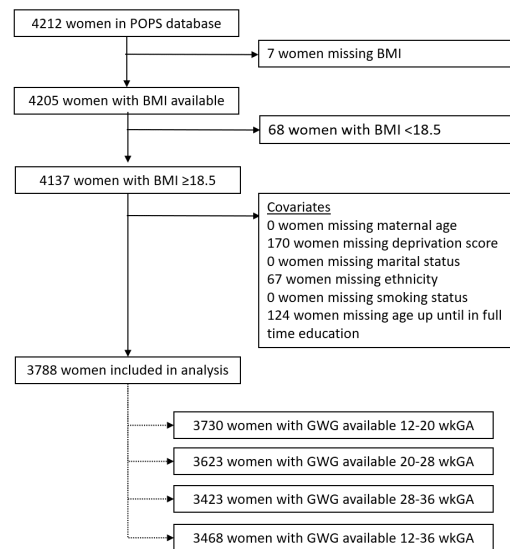 4212 women in POPS database
7 women missing BMI
4205 women with BMI available
68 women with BMI <18.5
4137 women with BMI ≥18.5
Covariates
0 women missing maternal age
170 women missing deprivation score
0 women missing marital status
67 women missing ethnicity
0 women missing smoking status
124 women missing age up until in full
time education
3788 women included in analysis
3730 women with GWG available 12-20 wkGA
3623 women with GWG available 20-28 wkGA
3423 women with GWG available 28-36 wkGA
3468 women with GWG available 12-36 wkGA